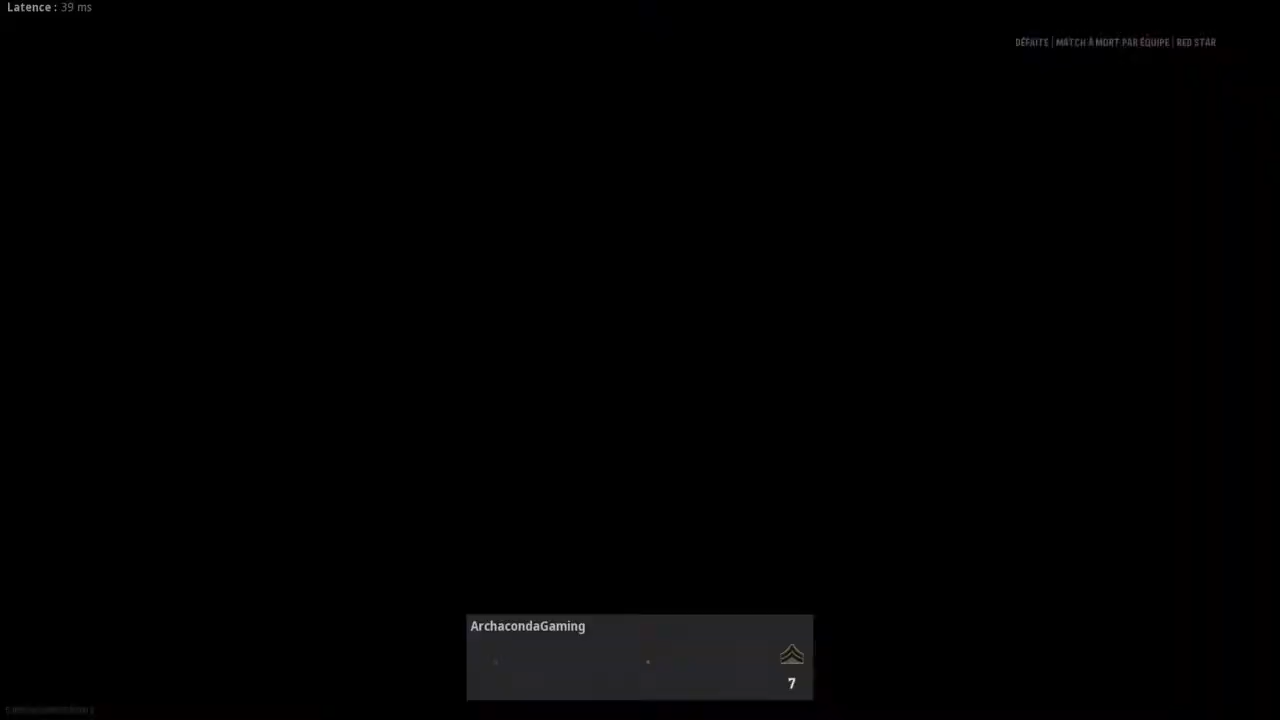 Latence : 39 ms
DÉFAITE | MATCH À MORT PAR ÉQUIPE | RED STAR
ArchacondaGaming
7